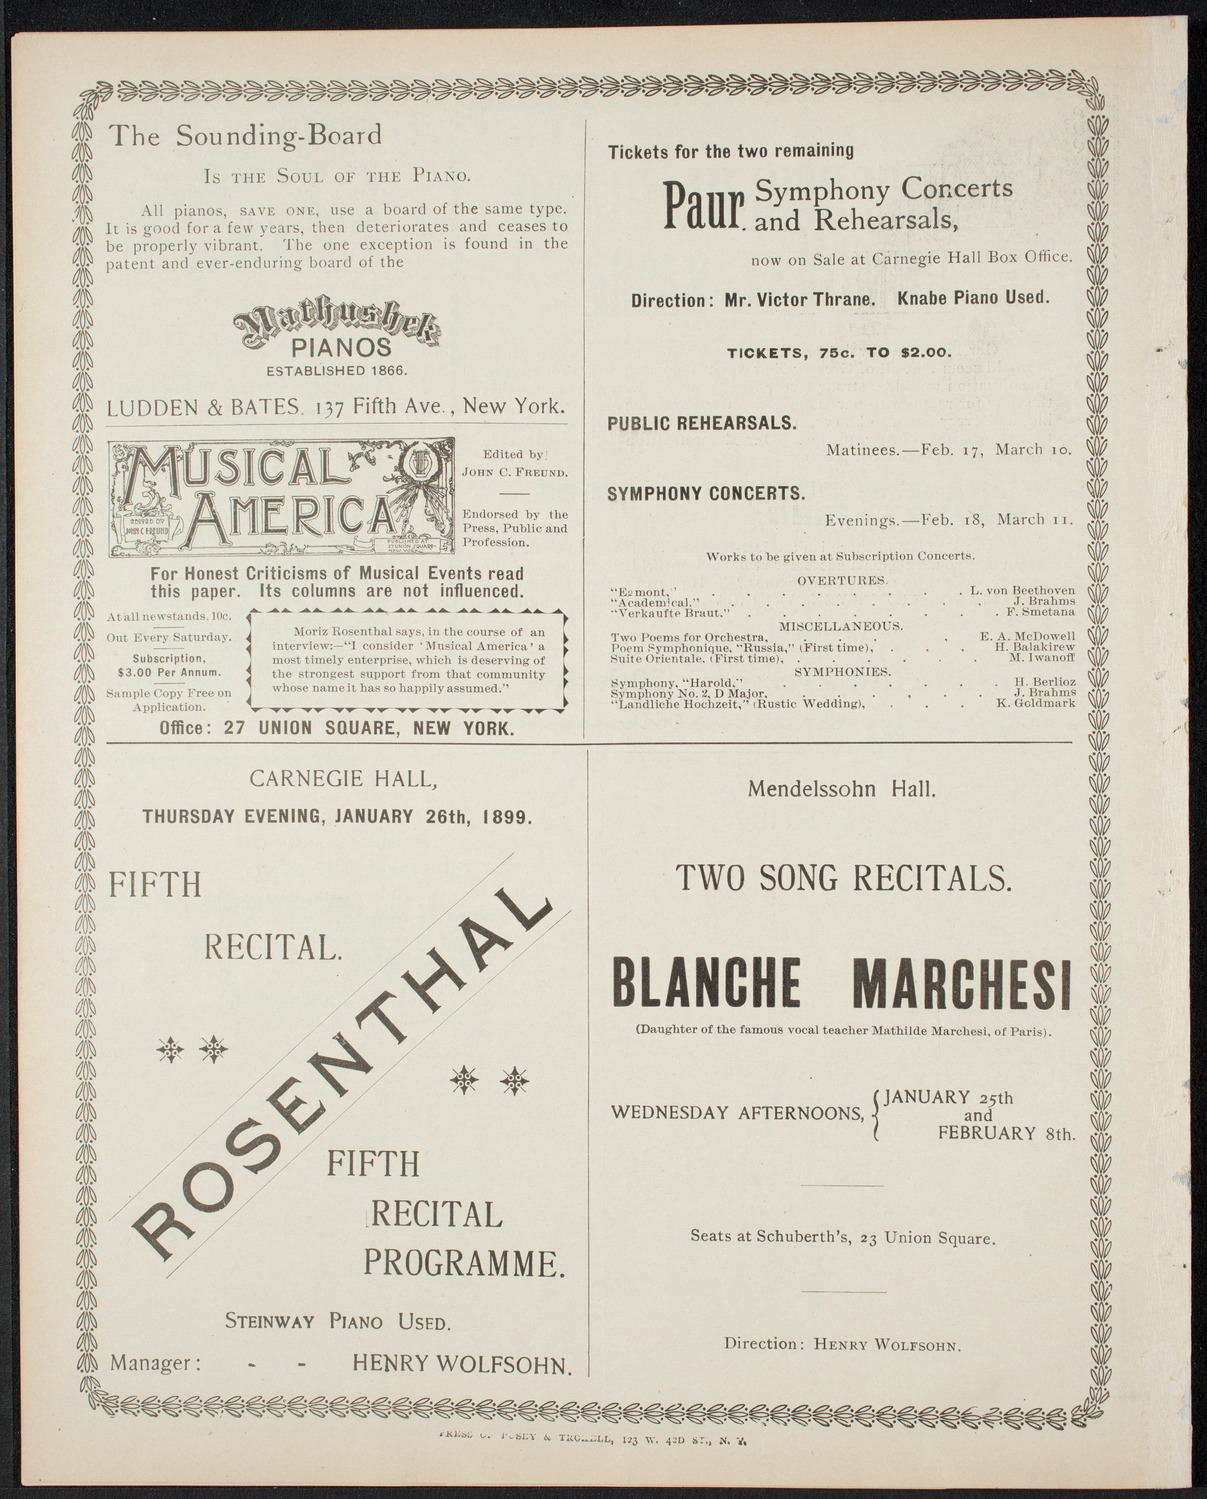 The Sounding-Board
Is the Soul of the Piano.
All pianos, save one, use a board of the same type.
It is good for a few years, then deteriorates and ceases to
be properly vibrant. The one exception is found in the
patent and ever-enduring board of the
Mathushek
PIANOS
ESTABLISHED 1866.
LUDDEN & BATES. 137 Fifth Ave., New York.
MUSICAL
AMERICA
EDITED BY
JOHN C FREUND
PUBLISHED AT
27 UNION SQUARE
NEW YORK
Edited by
John C. Freund.
Endorsed by the
Press, Public and
Profession.
For Honest Criticisms of Musical Events read
this paper. Its columns are not influenced.
At all newstands, 10c.
Out Every Saturday.
Subscription,
$3.00 Per Annum.
Sample Copy Free on
Application.
Moriz Rosenthal says, in the course of an
interview:—"I consider 'Musical America' a
most timely enterprise, which is deserving of
the strongest support from that community
whose name it has so happily assumed."
Office: 27 UNION SQUARE, NEW YORK.
Tickets for the two remaining
Paur. Symphony Concerts
and Rehearsals,
now on Sale at Carnegie Hall Box Office.
Direction: Mr. Victor Thrane. Knabe Piano Used.
TICKETS, 75c. TO $2.00.
PUBLIC REHEARSALS.
Matinees.—Feb. 17, March 10.
SYMPHONY CONCERTS.
Evenings.—Feb. 18, March 11.
Works to be given at Subscription Concerts.
OVERTURES.
"Egmont,' . . . . . . . . . L. von Beethoven
"Academical." . . . . . . . . . J. Brahms
"Verkaufte Braut," . . . . . . . . F. Smetana
MISCELLANEOUS.
Two Poems for Orchestra, . . . . E. A. McDowell
Poem Symphonique, "Russia," (First time), . . . H. Balakirew
Suite Orientale, (First time), . . . . . . M. Iwanoff
SYMPHONIES.
Symphony, "Harold," . . . . . . . H. Berlioz
Symphony No. 2, D Major, . . . . . . J. Brahms
"Landliche Hochzeit," (Rustic Wedding), . . . K. Goldmark
CARNEGIE HALL,
THURSDAY EVENING, JANUARY 26th, 1899.
FIFTH
RECITAL.
ROSENTHAL
FIFTH
RECITAL
PROGRAMME.
Steinway Piano Used.
Manager: - - HENRY WOLFSOHN.
Mendelssohn Hall.
TWO SONG RECITALS.
BLANCHE MARCHESI
(Daughter of the famous vocal teacher Mathilde Marchesi, of Paris).
WEDNESDAY AFTERNOONS, { JANUARY 25th
and
FEBRUARY 8th.
Seats at Schuberth's, 23 Union Square.
Direction: Henry Wolfsohn.
PRESS OF POSEY & 123 W. 42D ST., N. Y.